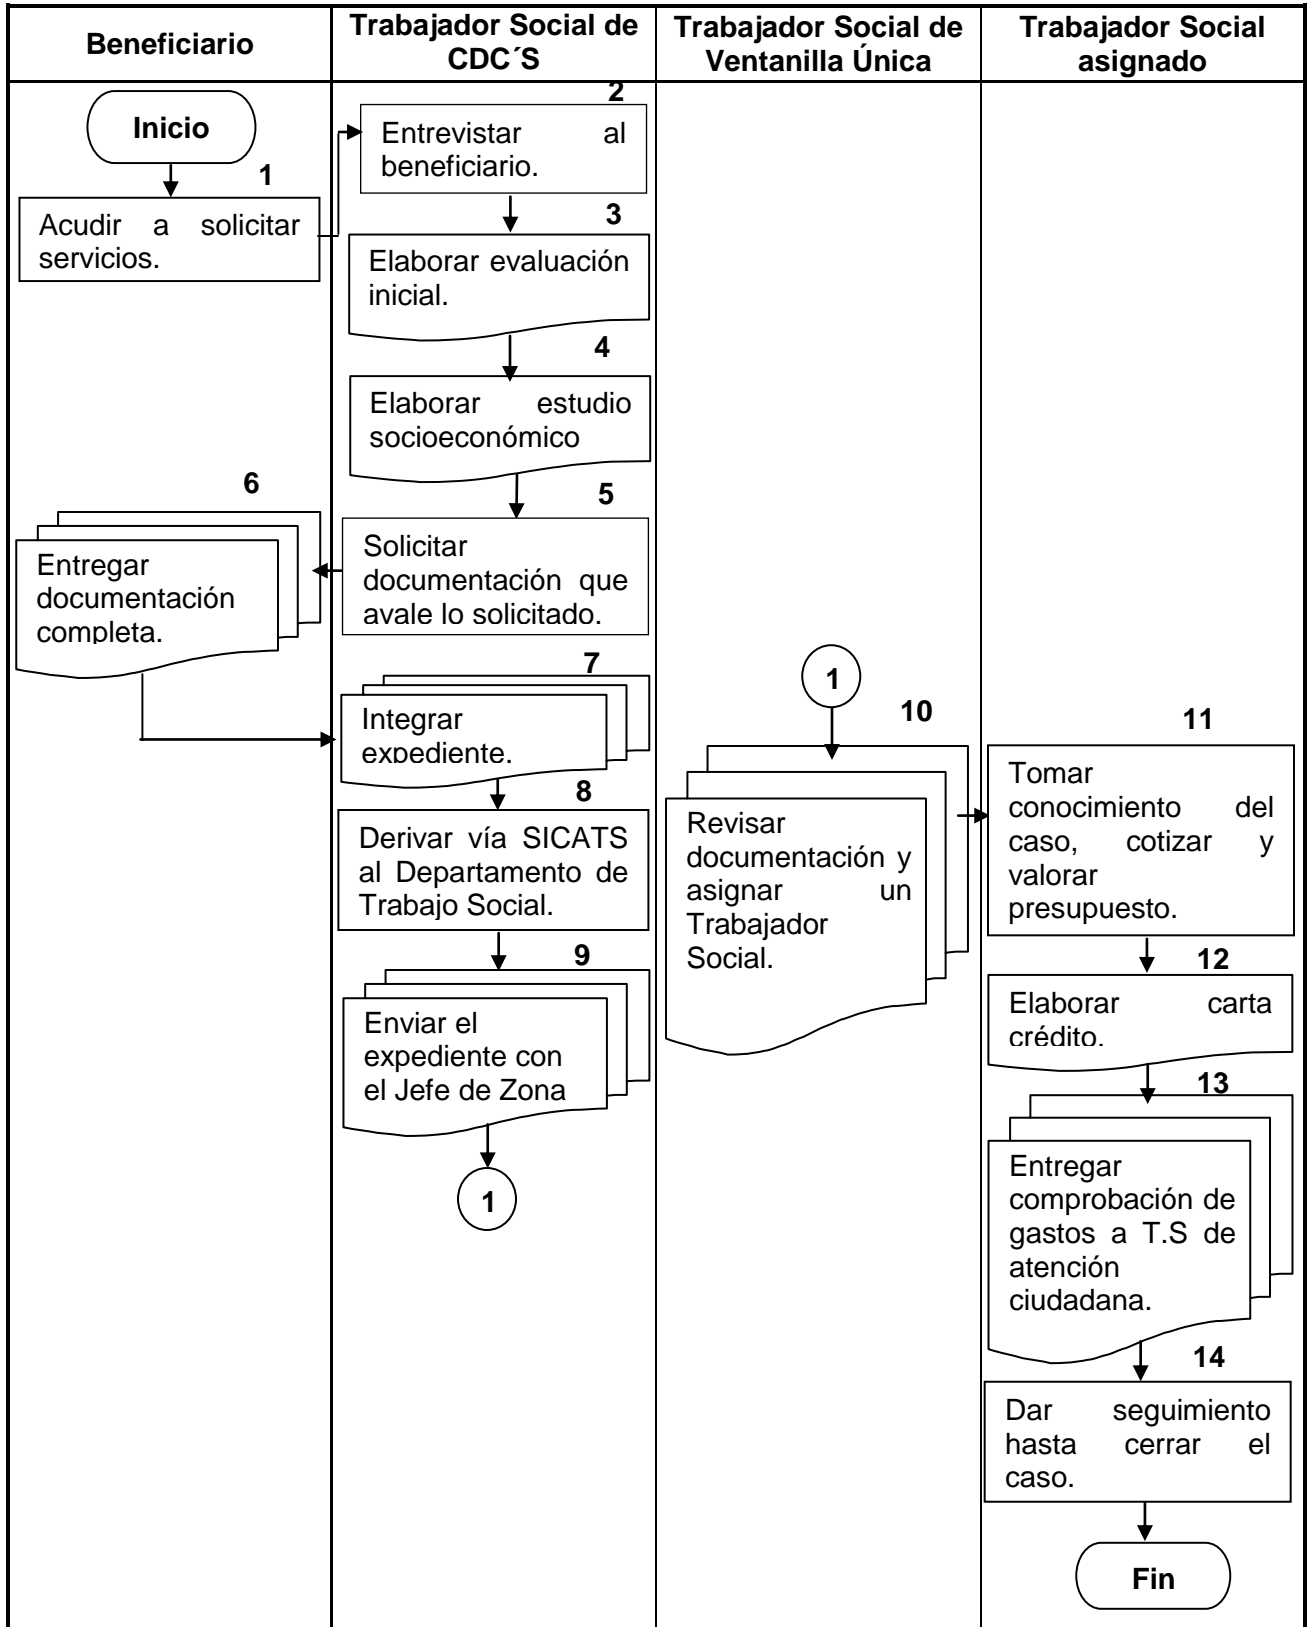 Beneficiario
Trabajador Social de
CDC´S
Trabajador Social de
Ventanilla Única
Trabajador Social
asignado
Inicio
1
Acudir a solicitar
servicios.
2
Entrevistar al
beneficiario.
3
Elaborar evaluación
inicial.
4
Elaborar estudio
socioeconómico
5
Solicitar
documentación que
avale lo solicitado.
6
Entregar
documentación
completa.
7
Integrar
expediente.
8
Derivar vía SICATS
al Departamento de
Trabajo Social.
9
Enviar el
expediente con
el Jefe de Zona
1
1
10
Revisar
documentación y
asignar un
Trabajador
Social.
11
Tomar
conocimiento del
caso, cotizar y
valorar
presupuesto.
12
Elaborar carta
crédito.
13
Entregar
comprobación de
gastos a T.S de
atención
ciudadana.
14
Dar seguimiento
hasta cerrar el
caso.
Fin